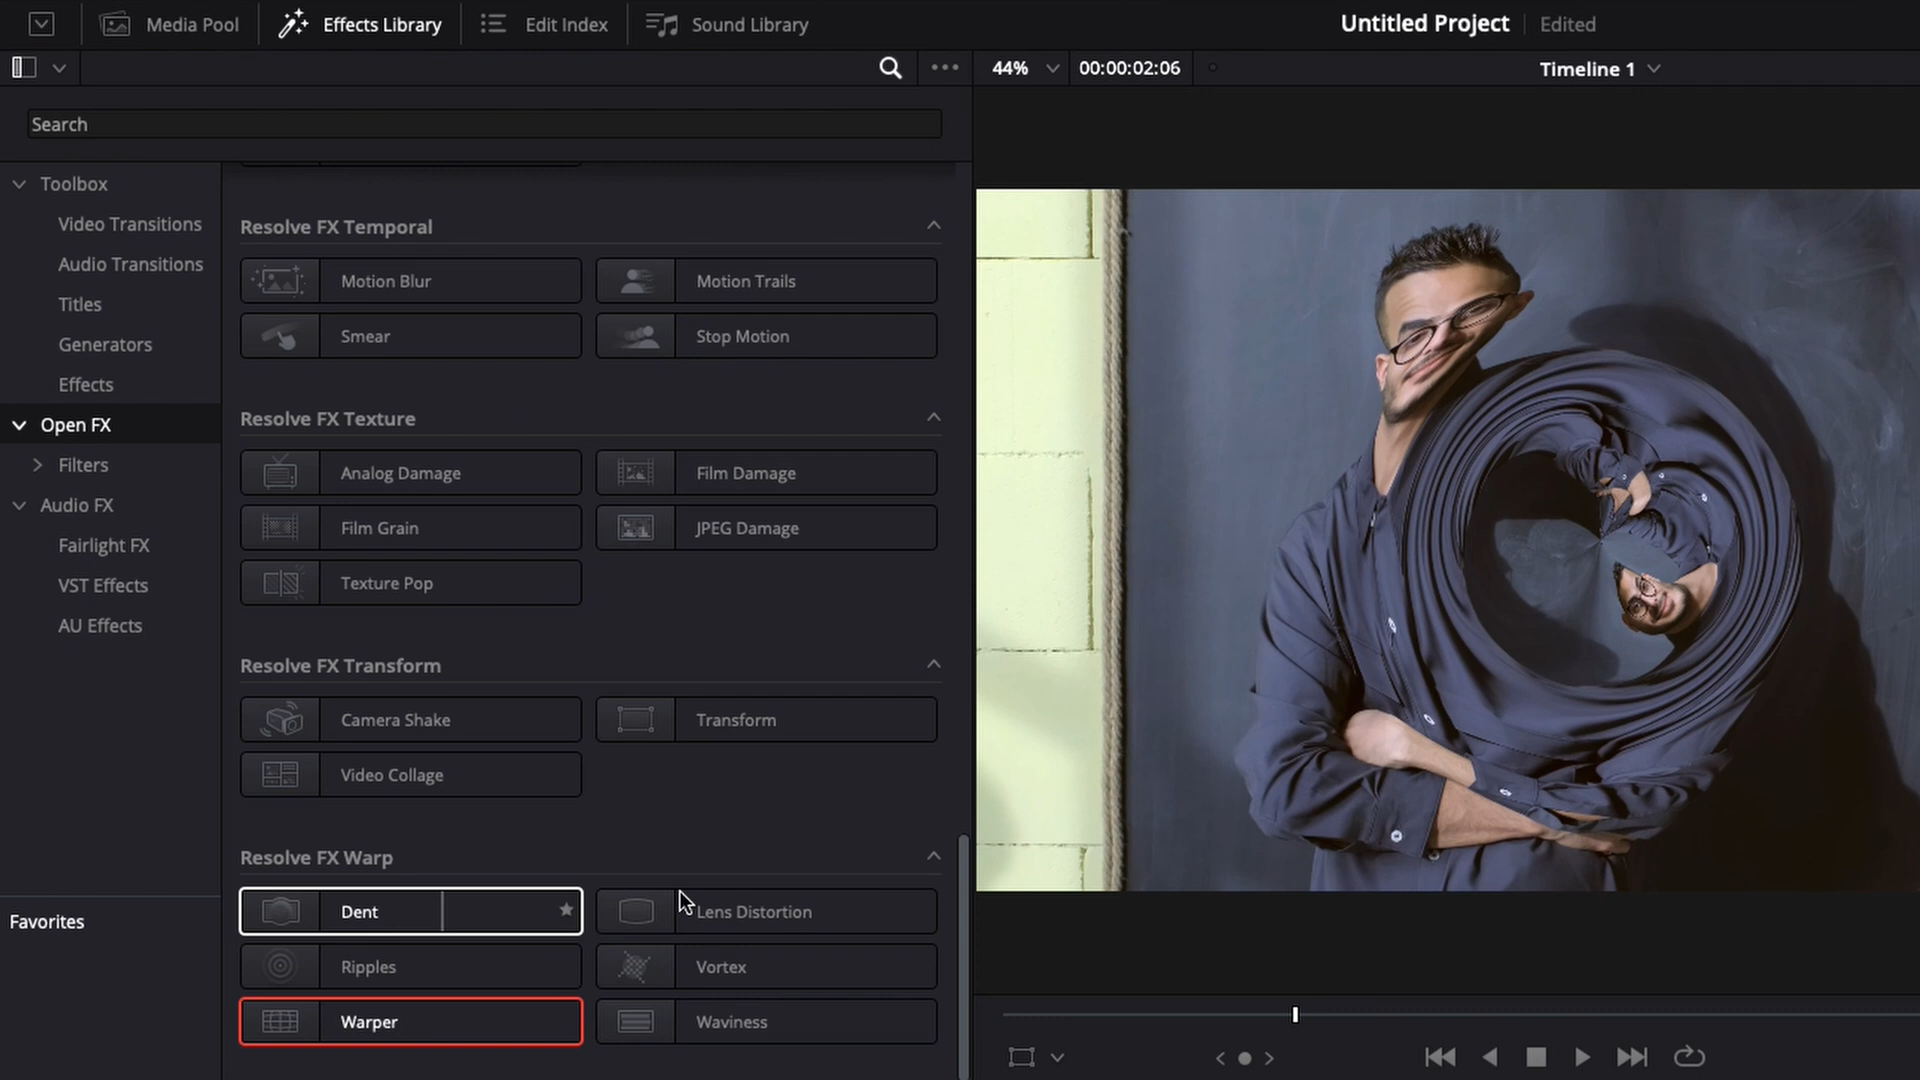 Media Pool
Effects Library
Edit Index
Sound Library
Untitled Project
Edited
44%
00:00:02:06
Timeline 1
Search
Toolbox
Video Transitions
Audio Transitions
Titles
Generators
Effects
Open FX
Filters
Audio FX
Fairlight FX
VST Effects
AU Effects
Favorites
Resolve FX Temporal
Motion Blur
Motion Trails
Smear
Stop Motion
Resolve FX Texture
Analog Damage
Film Damage
Film Grain
JPEG Damage
Texture Pop
Resolve FX Transform
Camera Shake
Transform
Video Collage
Resolve FX Warp
Dent
Lens Distortion
Ripples
Vortex
Warper
Waviness